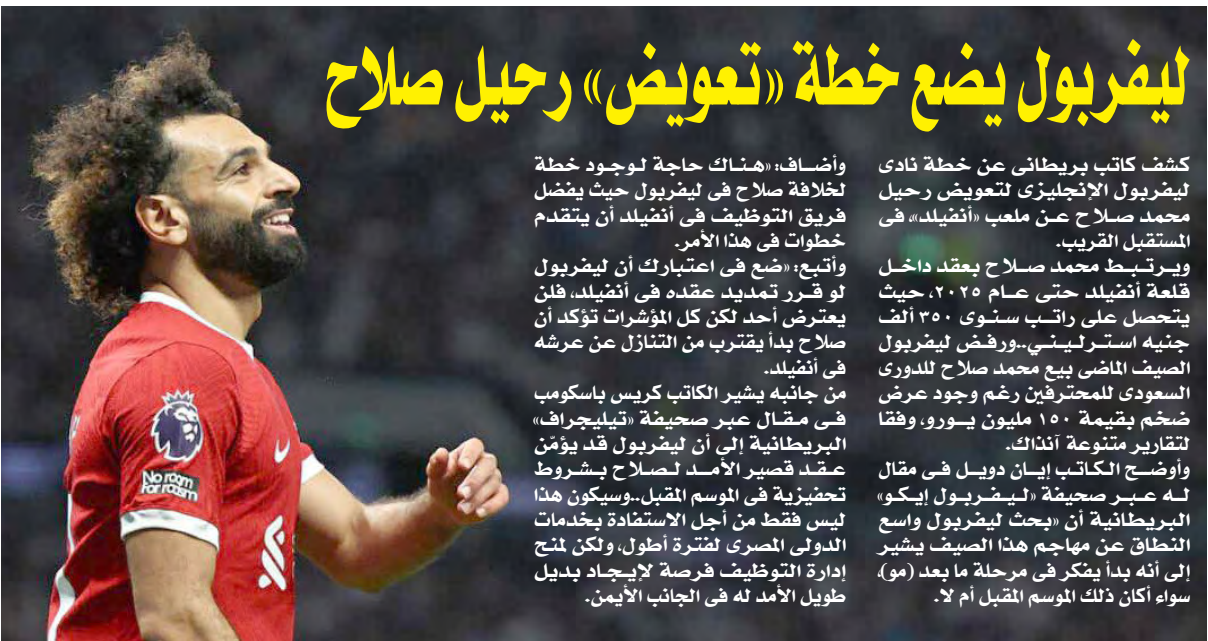 ليفربول يضع خطة «تعويض» رحيل صلاح
كشف كاتب بريطانى عن خطة نادى
ليفربول الإنجليزى لتعويض رحيل
محمد صلاح عن ملعب «أنفيلد»، فى
المستقبل القريب.
ويرتبط محمد صلاح بعقد داخل
قلعة أنفيلد حتى عام ٢٠٢٥، حيث
يتحصل على راتب سنوى ٣٥٠ ألف
جنيه استرليني..ورفض ليفربول
الصيف الماضى بيع محمد صلاح للدورى
السعودى للمحترفين رغم وجود عرض
ضخم بقيمة ١٥٠ مليون يورو، وفقا
لتقارير متنوعة آنذاك.
وأوضح الكاتب إيان دويل فى مقال
له عبر صحيفة «ليفربول إيكو»
البريطانية أن «بحث ليفربول واسع
النطاق عن مهاجم هذا الصيف يشير
إلى أنه بدأ يفكر فى مرحلة ما بعد (مو)،
سواء أكان ذلك الموسم المقبل أم لا.
وأضاف: «هناك حاجة لوجود خطة
لخلافة صلاح فى ليفربول حيث يفضل
فريق التوظيف فى أنفيلد أن يتقدم
خطوات فى هذا الأمر.
وأتبع: «ضع فى اعتبارك أن ليفربول
لو قرر تمديد عقده فى أنفيلد، فلن
يعترض أحد لكن كل المؤشرات تؤكد أن
صلاح بدأ يقترب من التنازل عن عرشه
فى أنفيلد.
من جانبه يشير الكاتب كريس باسكومب
فى مقال عبر صحيفة «تيليجراف»
البريطانية إلى أن ليفربول قد يؤمّن
عقد قصير الأمد لصلاح بشروط
تحفيزية فى الموسم المقبل..وسيكون هذا
ليس فقط من أجل الاستفادة بخدمات
الدولى المصرى لفترة أطول، ولكن لمنح
إدارة التوظيف فرصة لإيجاد بديل
طويل الأمد له فى الجانب الأيمن.
No room
for racism